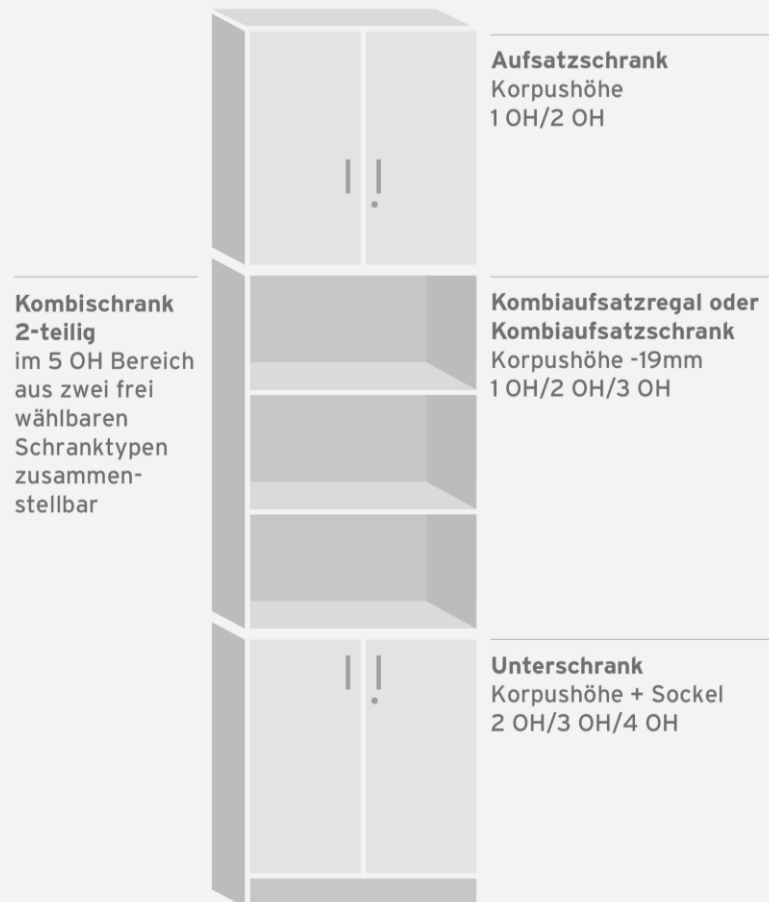 Aufsatzschrank
Korpushöhe
1 OH/2 OH
Kombischrank
2-teilig
im 5 OH Bereich
aus zwei frei
wählbaren
Schranktypen
zusammen-
stellbar
Kombiaufsatzregal oder
Kombiaufsatzschrank
Korpushöhe -19mm
1 OH/2 OH/3 OH
Unterschrank
Korpushöhe + Sockel
2 OH/3 OH/4 OH